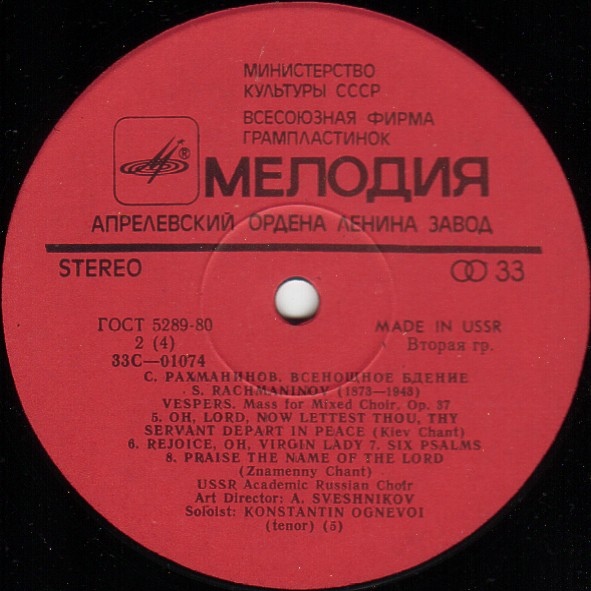 МИНИСТЕРСТВО
КУЛЬТУРЫ СССР
ВСЕСОЮЗНАЯ ФИРМА
ГРАМПЛАСТИНОК
® МЕЛОДИЯ
АПРЕЛЕВСКИЙ ОРДЕНА ЛЕНИНА ЗАВОД
STEREO 33
ГОСТ 5289-80 MADE IN USSR
2 (4) Вторая гр.
33С—01074
С. РАХМАНИНОВ. ВСЕНОЩНОЕ БДЕНИЕ
S. RACHMANINOV (1873—1943)
VESPERS. Mass for Mixed Choir, Op. 37
5. OH, LORD, NOW LETTEST THOU, THY
SERVANT DEPART IN PEACE (Kiev Chant)
6. REJOICE, OH, VIRGIN LADY 7. SIX PSALMS
8. PRAISE THE NAME OF THE LORD
(Znamenny Chant)
USSR Academic Russian Choir
Art Director: A. SVESHNIKOV
Soloist: KONSTANTIN OGNEVOI
(tenor) (5)